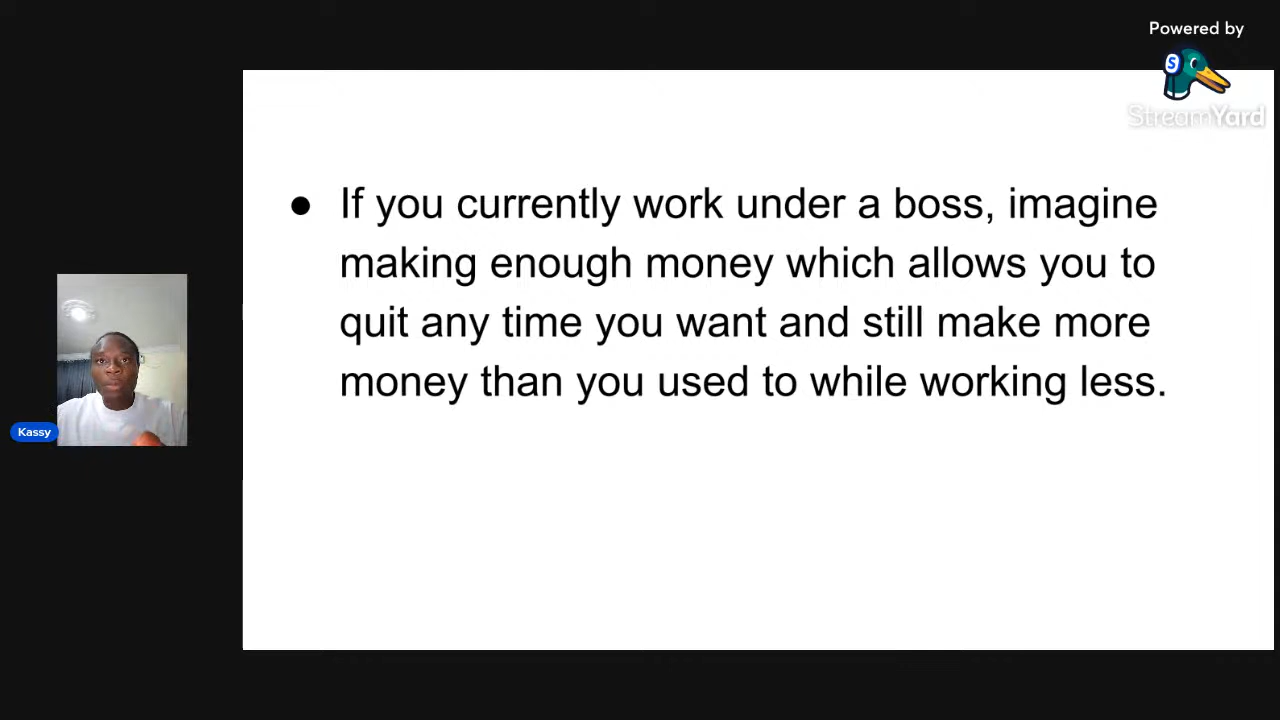 Powered by
StreamYard
● If you currently work under a boss, imagine
making enough money which allows you to
quit any time you want and still make more
money than you used to while working less.
Kassy